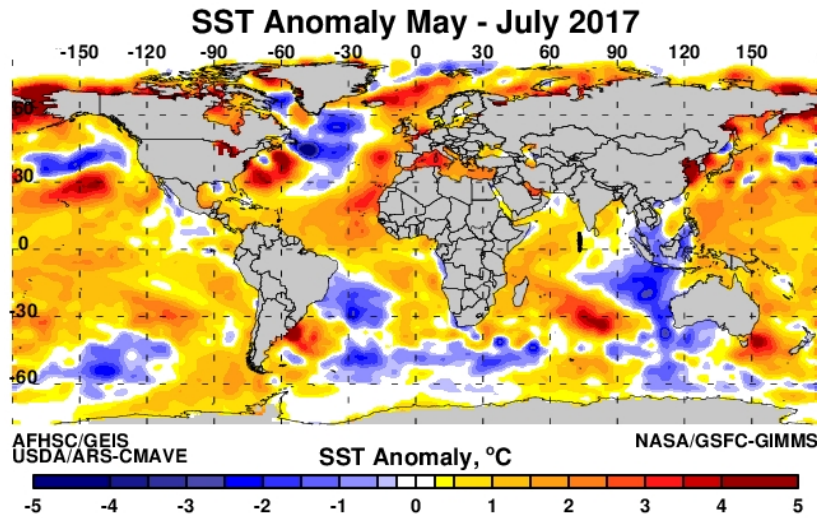 SST Anomaly May - July 2017
-150 -120 -90 -60 -30 0 30 60 90 120 150
60
30
0
-30
-60
AFHSC/GEIS
USDA/ARS-CMAVE
NASA/GSFC-GIMMS
SST Anomaly, °C
-5 -4 -3 -2 -1 0 1 2 3 4 5